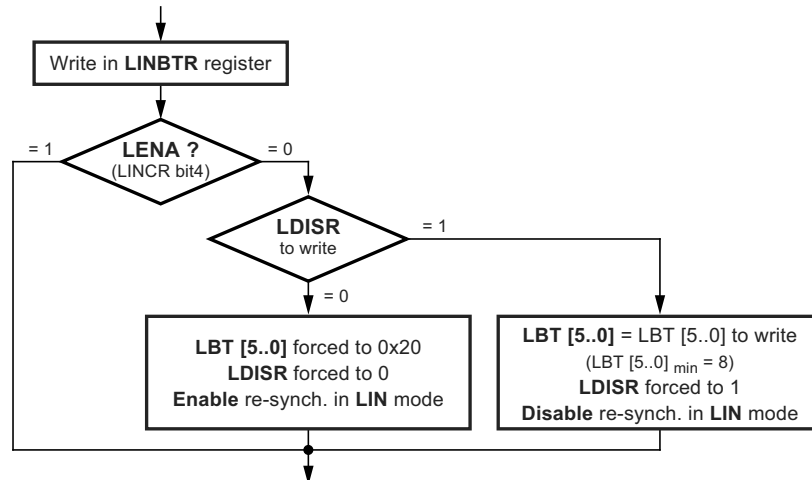 Write in LINBTR register
= 1
LENA ?
= 0
(LINCR bit4)
LDISR
to write
= 1
= 0
LBT [5..0] forced to 0x20
LDISR forced to 0
Enable re-synch. in LIN mode
LBT [5..0] = LBT [5..0] to write
(LBT [5..0] min = 8)
LDISR forced to 1
Disable re-synch. in LIN mode